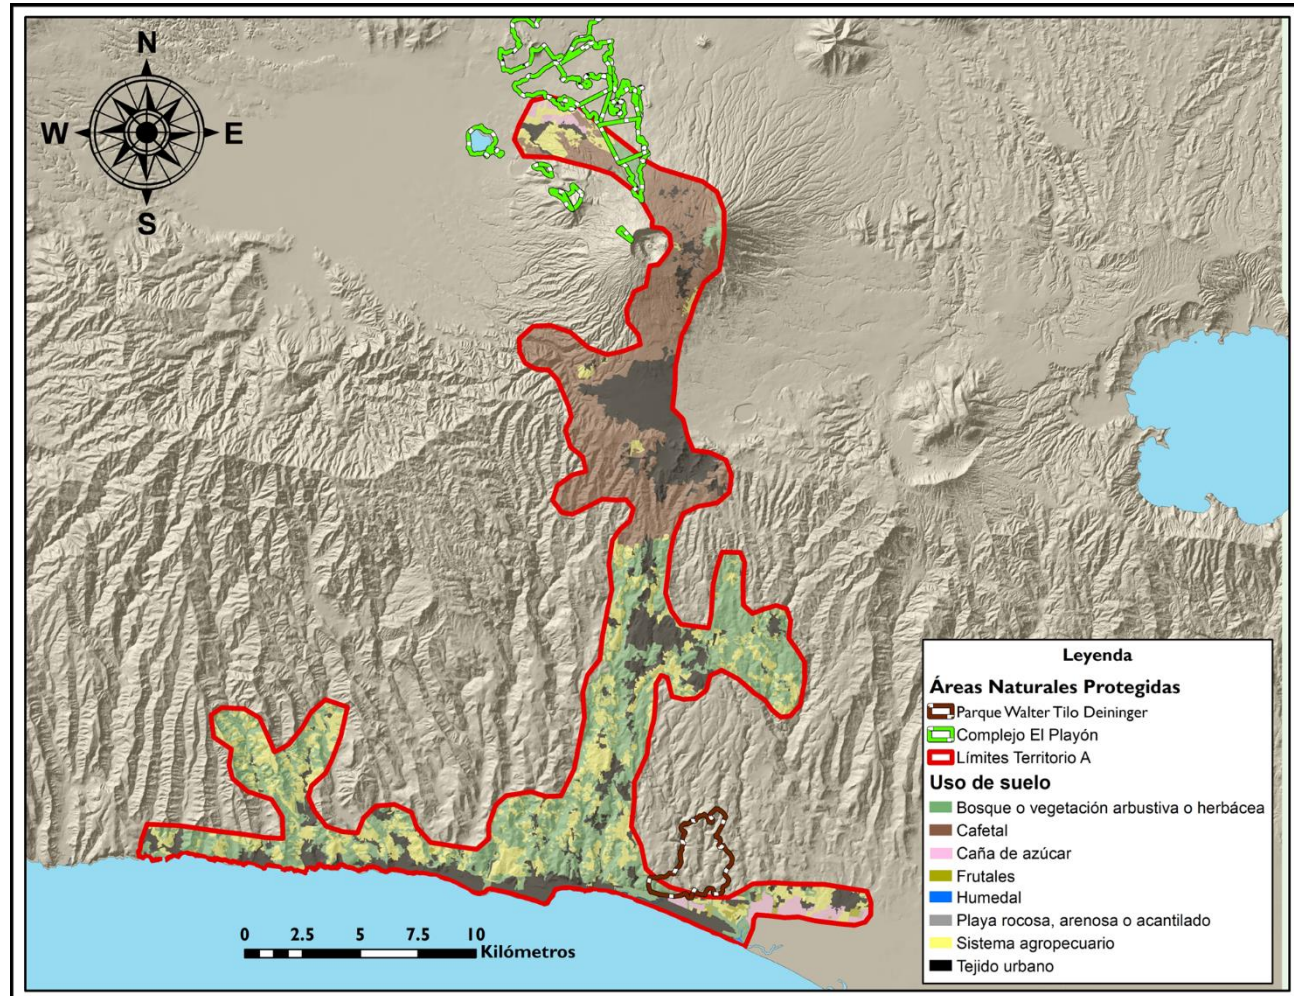 N
W
E
S
Leyenda
Áreas Naturales Protegidas
Parque Walter Tilo Deininger
Complejo El Playón
Límites Territorio A
Uso de suelo
Bosque o vegetación arbustiva o herbácea
Cafetal
Caña de azúcar
Frutales
Humedal
Playa rocosa, arenosa o acantilado
Sistema agropecuario
Tejido urbano
0 2.5 5 7.5 10
Kilómetros